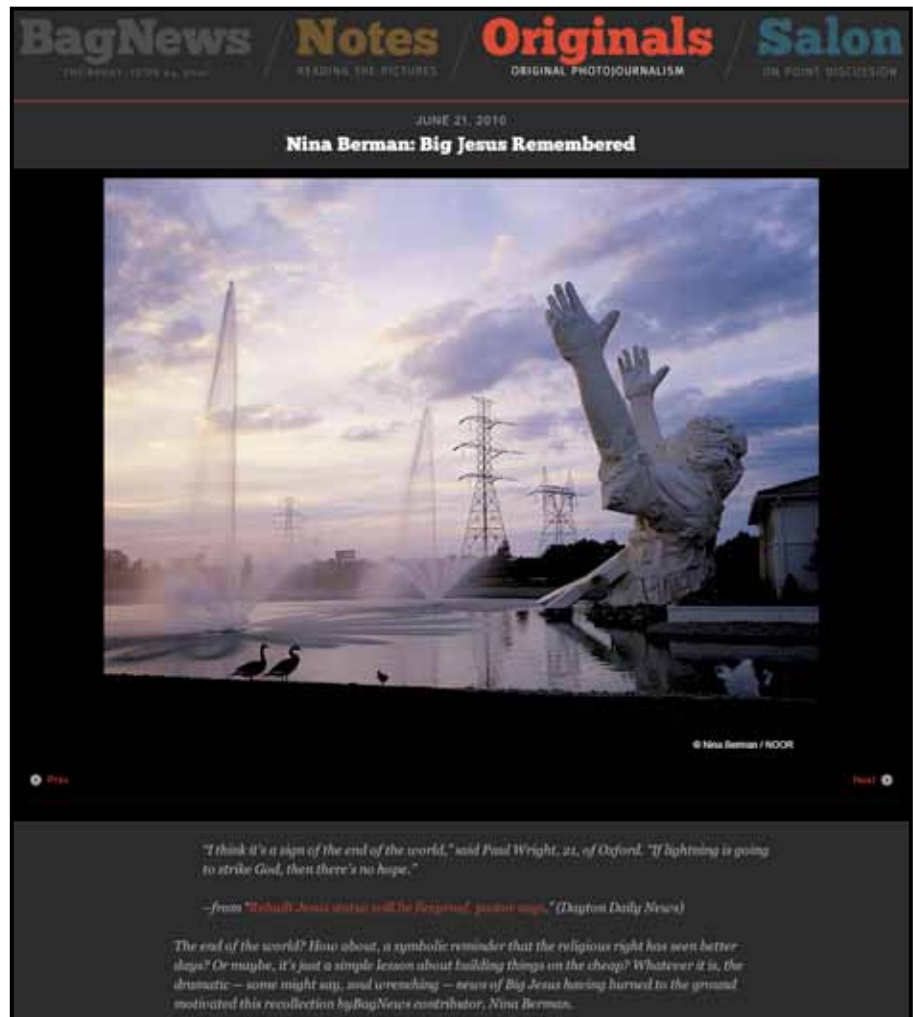 BagNews / Notes / Originals / Salon
READING THE PICTURES ORIGINAL PHOTOJOURNALISM ON POINT DISCUSSION
JUNE 21, 2010
Nina Berman: Big Jesus Remembered
© Nina Berman / NOOR
Prev Next
"I think it's a sign of the end of the world," said Paul Wright, 21, of Oxford. "If lightning is going
to strike God, then there's no hope."
–from "Rebuilt Jesus statue will be fireproof, pastor says," (Dayton Daily News)
The end of the world? How about, a symbolic reminder that the religious right has seen better
days? Or maybe, it's just a simple lesson about building things on the cheap? Whatever it is, the
dramatic — some might say, soul wrenching — news of Big Jesus having burned to the ground
motivated this recollection byBagNews contributor, Nina Berman.